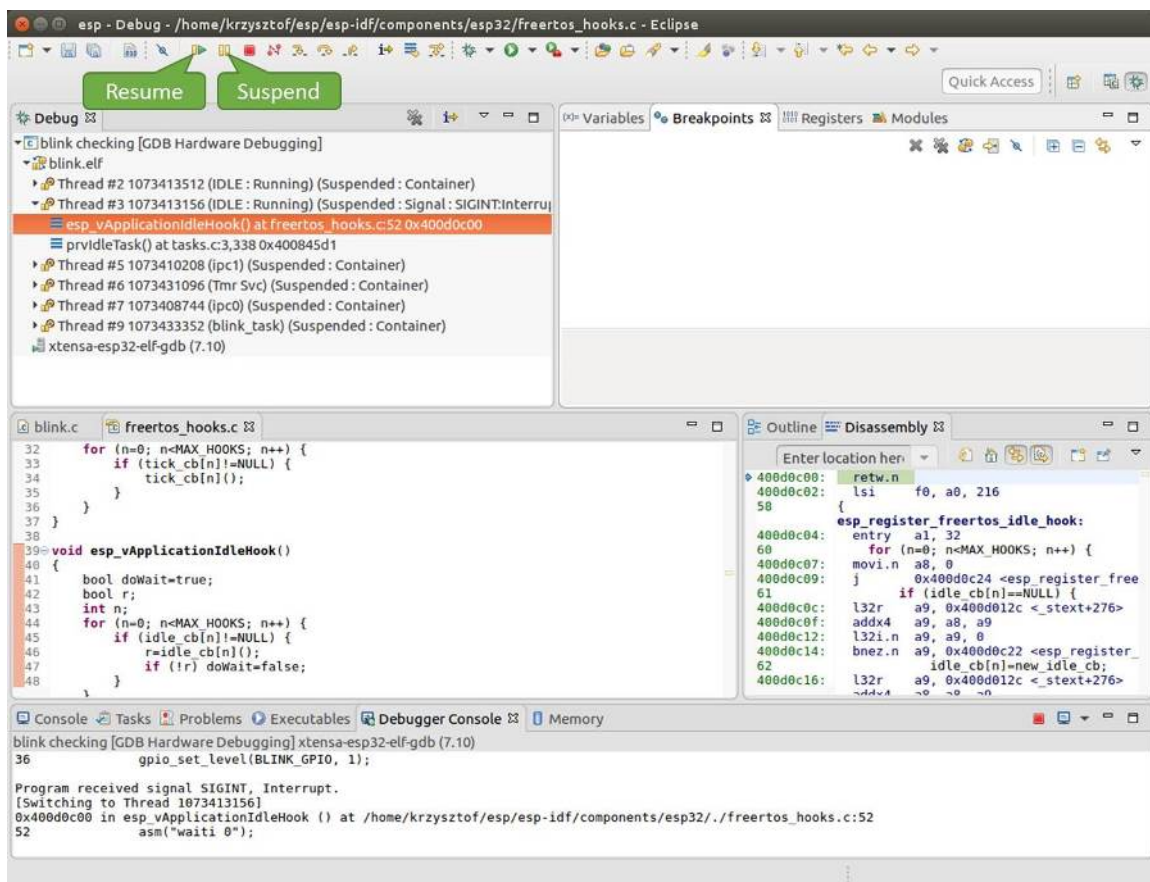 esp - Debug - /home/krzysztof/esp/esp-idf/components/esp32/freertos_hooks.c - Eclipse
Resume
Suspend
Quick Access
Debug
blink checking [GDB Hardware Debugging]
blink.elf
Thread #2 1073413512 (IDLE : Running) (Suspended : Container)
Thread #3 1073413156 (IDLE : Running) (Suspended : Signal : SIGINT:Interru
esp_vApplicationIdleHook() at freertos_hooks.c:52 0x400d0c00
prvIdleTask() at tasks.c:3,338 0x400845d1
Thread #5 1073410208 (ipc1) (Suspended : Container)
Thread #6 1073431096 (Tmr Svc) (Suspended : Container)
Thread #7 1073408744 (ipc0) (Suspended : Container)
Thread #9 1073433352 (blink_task) (Suspended : Container)
xtensa-esp32-elf-gdb (7.10)
(x)= Variables Breakpoints Registers Modules
blink.c freertos_hooks.c
32 for (n=0; n<MAX_HOOKS; n++) {
33 if (tick_cb[n]!=NULL) {
34 tick_cb[n]();
35 }
36 }
37 }
38
39 void esp_vApplicationIdleHook()
40 {
41 bool doWait=true;
42 bool r;
43 int n;
44 for (n=0; n<MAX_HOOKS; n++) {
45 if (idle_cb[n]!=NULL) {
46 r=idle_cb[n]();
47 if (!r) doWait=false;
48 }
}
Outline Disassembly
Enter location her
400d0c00: retw.n
400d0c02: lsi f0, a0, 216
58 {
esp_register_freertos_idle_hook:
400d0c04: entry a1, 32
60 for (n=0; n<MAX_HOOKS; n++) {
400d0c07: movi.n a8, 0
400d0c09: j 0x400d0c24 <esp_register_free
61 if (idle_cb[n]==NULL) {
400d0c0c: l32r a9, 0x400d012c <_stext+276>
400d0c0f: addx4 a9, a8, a9
400d0c12: l32i.n a9, a9, 0
400d0c14: bnez.n a9, 0x400d0c22 <esp_register_
62 idle_cb[n]=new_idle_cb;
400d0c16: l32r a9, 0x400d012c <_stext+276>
addx4 a8, a8, a9
Console Tasks Problems Executables Debugger Console Memory
blink checking [GDB Hardware Debugging] xtensa-esp32-elf-gdb (7.10)
36 gpio_set_level(BLINK_GPIO, 1);
Program received signal SIGINT, Interrupt.
[Switching to Thread 1073413156]
0x400d0c00 in esp_vApplicationIdleHook () at /home/krzysztof/esp/esp-idf/components/esp32/./freertos_hooks.c:52
52 asm("waiti 0");